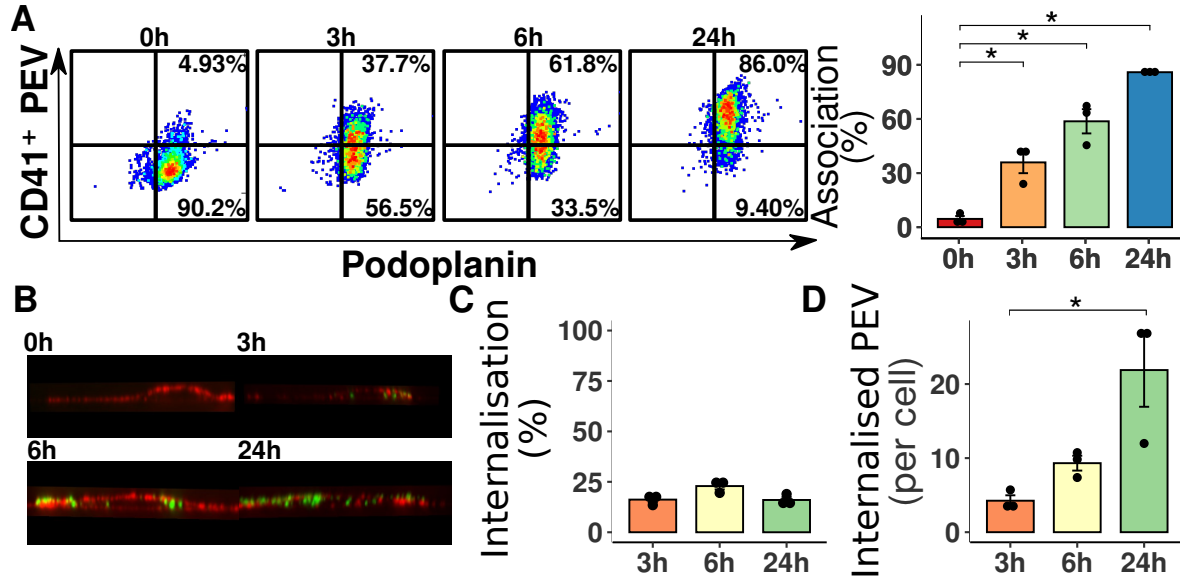 A
0h
3h
6h
24h
4.93%
37.7%
61.8%
86.0%
90.2%
56.5%
33.5%
9.40%
CD41⁺ PEV
Podoplanin
Association
(%)
90
60
30
0
*
*
*
0h
3h
6h
24h
B
0h
3h
6h
24h
C
Internalisation
(%)
100
75
50
25
0
3h
6h
24h
D
Internalised PEV
(per cell)
20
10
0
*
3h
6h
24h